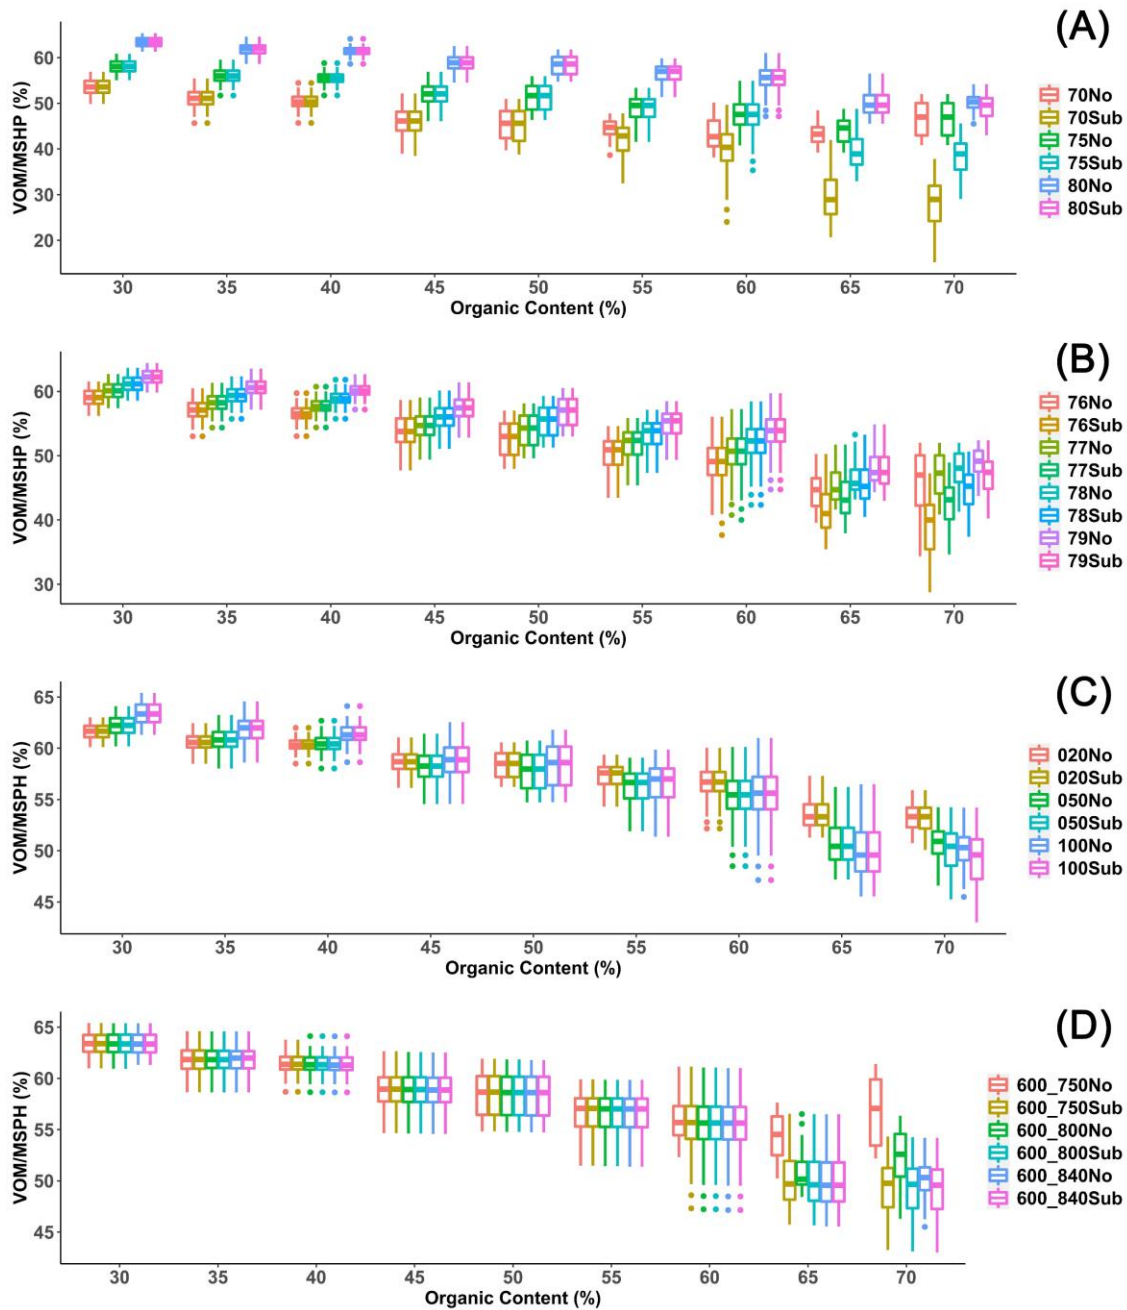 (A)
VOM/MSHP (%)
60
50
40
30
20
30 35 40 45 50 55 60 65 70
Organic Content (%)
70No
70Sub
75No
75Sub
80No
80Sub
(B)
VOM/MSHP (%)
60
50
40
30
30 35 40 45 50 55 60 65 70
Organic Content (%)
76No
76Sub
77No
77Sub
78No
78Sub
79No
79Sub
(C)
VOM/MSPH (%)
65
60
55
50
45
30 35 40 45 50 55 60 65 70
Organic Content (%)
020No
020Sub
050No
050Sub
100No
100Sub
(D)
VOM/MSPH (%)
65
60
55
50
45
30 35 40 45 50 55 60 65 70
Organic Content (%)
600_750No
600_750Sub
600_800No
600_800Sub
600_840No
600_840Sub